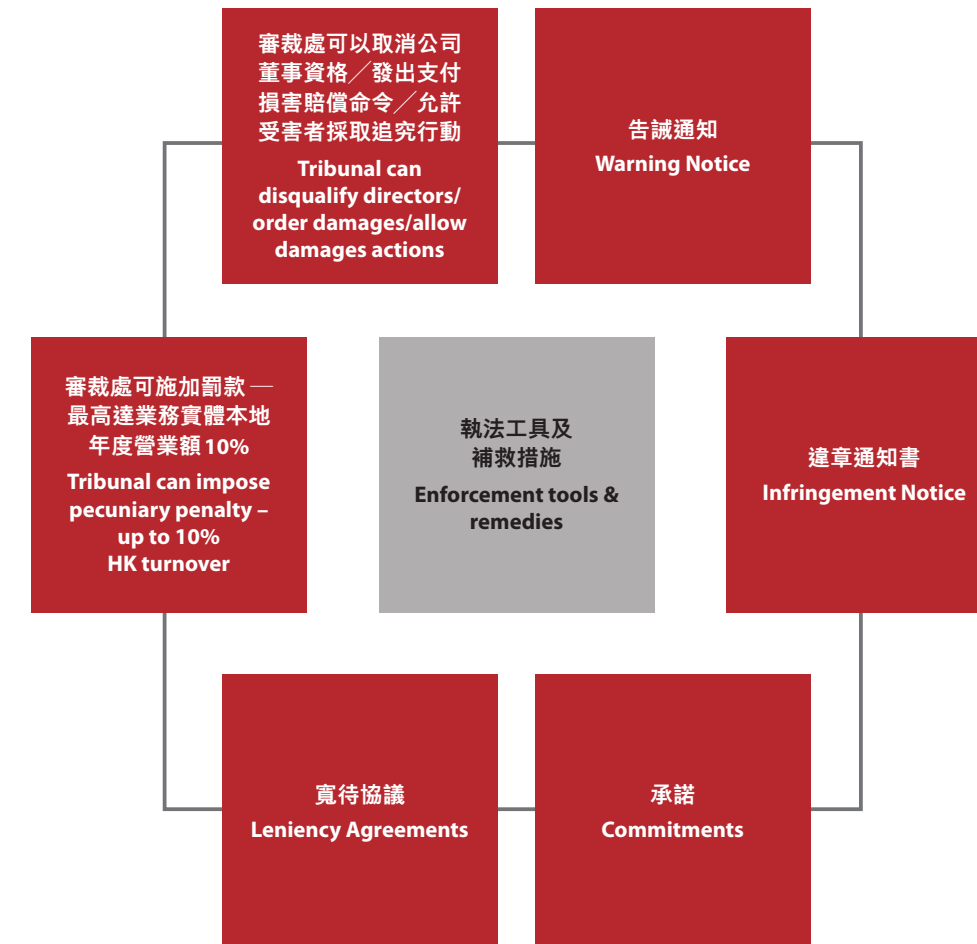 審裁處可以取消公司
董事資格╱發出支付
損害賠償命令╱允許
受害者採取追究行動
Tribunal can
disqualify directors/
order damages/allow
damages actions
告誡通知
Warning Notice
審裁處可施加罰款 —
最高達業務實體本地
年度營業額10%
Tribunal can impose
pecuniary penalty –
up to 10%
HK turnover
執法工具及
補救措施
Enforcement tools &
remedies
違章通知書
Infringement Notice
寬待協議
Leniency Agreements
承諾
Commitments